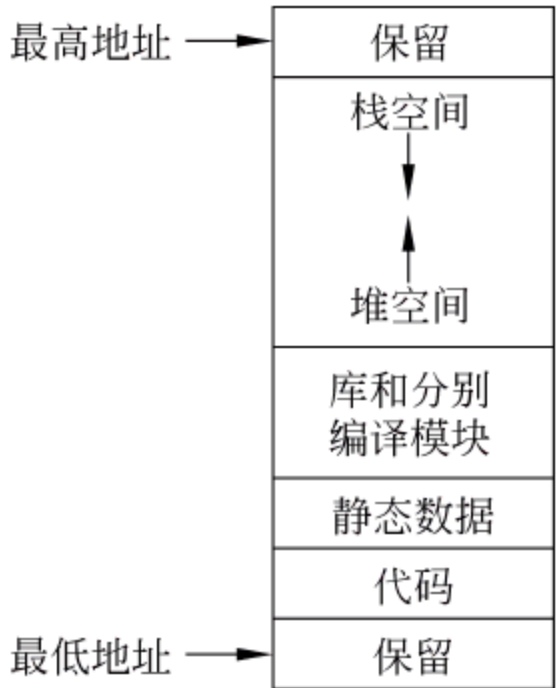 最高地址
保留
栈空间
堆空间
库和分别
编译模块
静态数据
代码
最低地址
保留